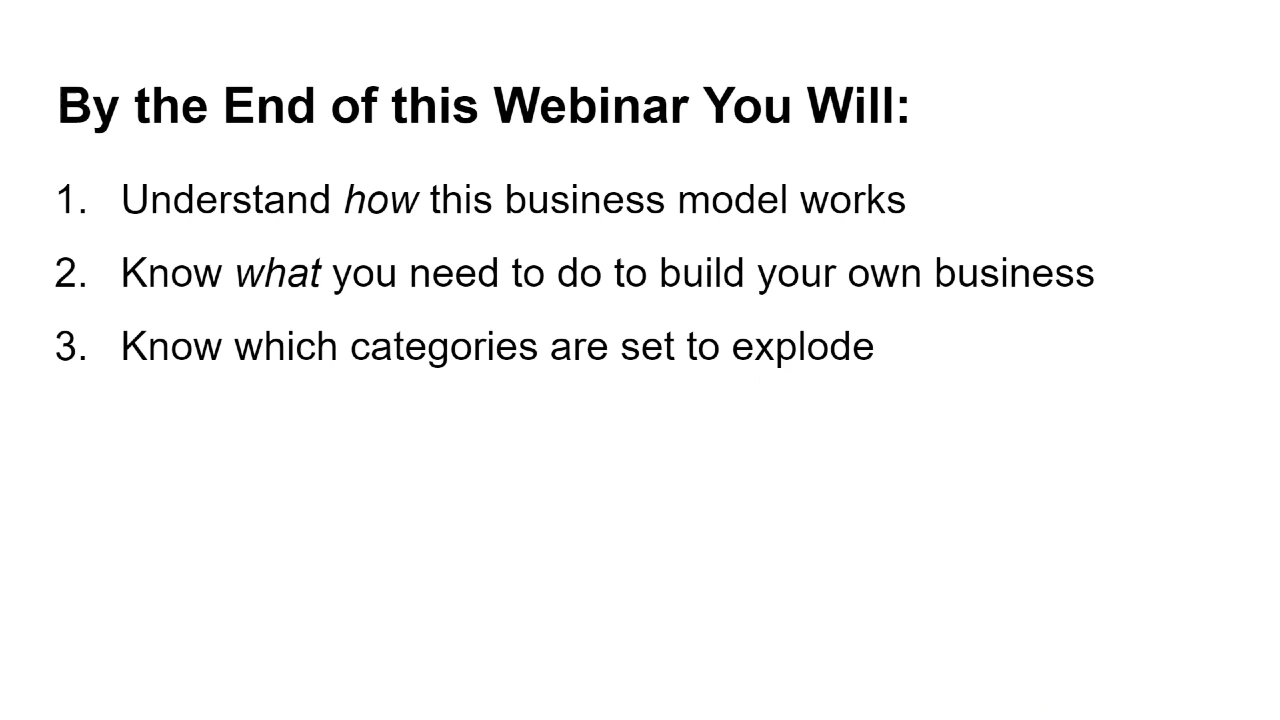 By the End of this Webinar You Will:
1. Understand how this business model works
2. Know what you need to do to build your own business
3. Know which categories are set to explode